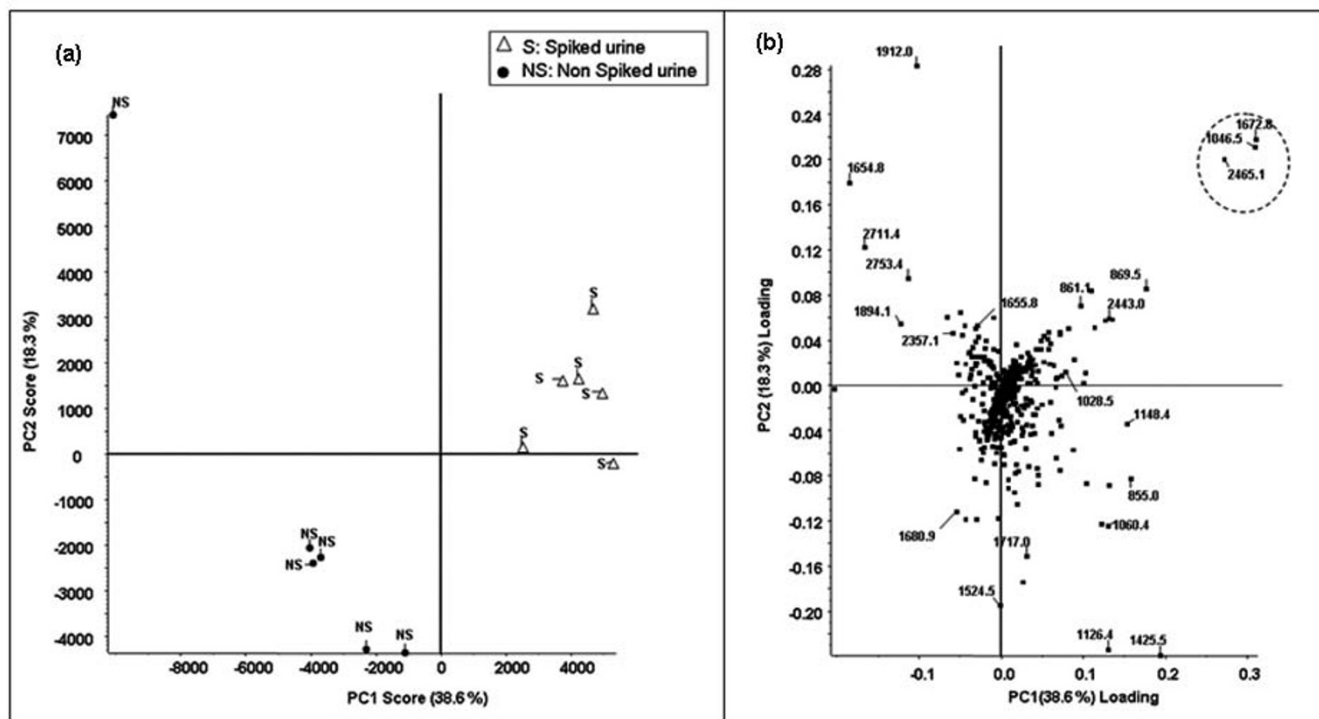 (a)
S: Spiked urine
NS: Non Spiked urine
NS
7000
6000
5000
4000
3000
2000
1000
0
-1000
-2000
-3000
-4000
PC2 Score (18.3%)
S
S
S
S
S
S
NS
NS
NS
NS
NS
-8000
-6000
-4000
-2000
0
2000
4000
PC1 Score (38.6%)
(b)
0.28
0.24
0.20
0.16
0.12
0.08
0.04
0.00
-0.04
-0.08
-0.12
-0.16
-0.20
PC2 (18.3%) Loading
1912.0
1672.8
1046.5
2465.1
1654.8
2711.4
2753.4
1894.1
2357.1
1655.8
861.1
869.5
2443.0
1028.5
1148.4
855.0
1060.4
1680.9
1717.0
1524.5
1126.4
1425.5
-0.1
0.0
0.1
0.2
0.3
PC1(38.6%) Loading